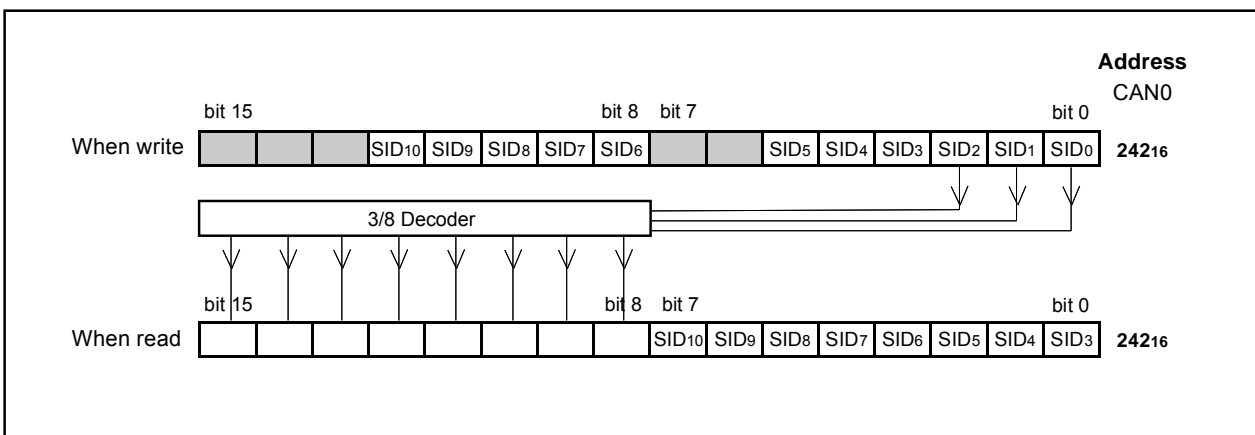 Address
CAN0
bit 15 bit 8 bit 7 bit 0
When write SID10 SID9 SID8 SID7 SID6 SID5 SID4 SID3 SID2 SID1 SID0 24216
3/8 Decoder
bit 15 bit 8 bit 7 bit 0
When read SID10 SID9 SID8 SID7 SID6 SID5 SID4 SID3 24216